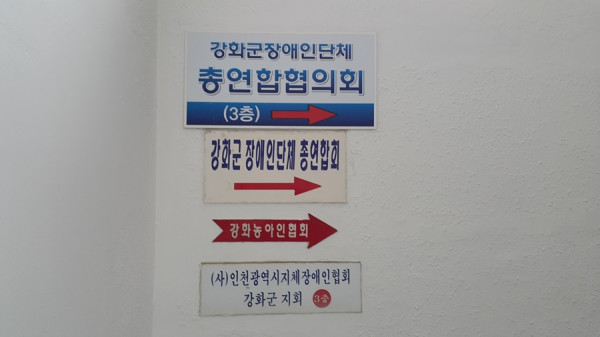 강화군장애인단체
총연합협의회
(3층)
강화군 장애인단체 총연합회
강화농아인협회
(사)인천광역시지체장애인협회
강화군 지회 3층